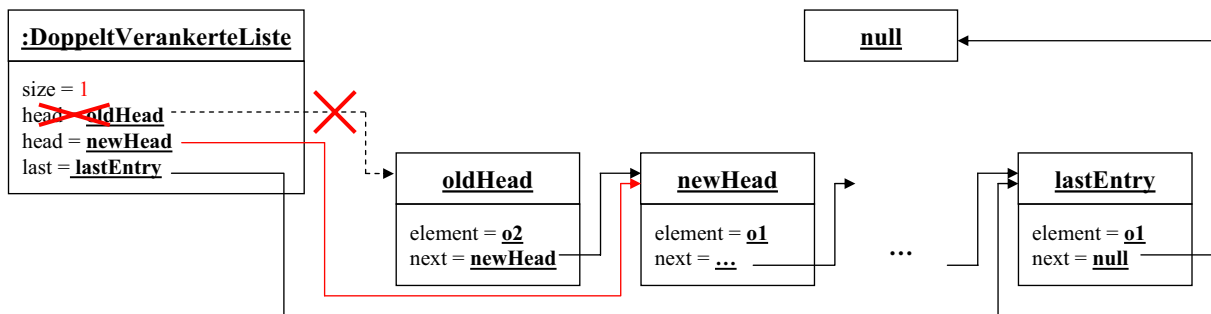 :DoppeltVerankerteListe
size = 1
head = oldHead
head = newHead
last = lastEntry
null
oldHead
element = o2
next = newHead
newHead
element = o1
next = ...
...
lastEntry
element = o1
next = null